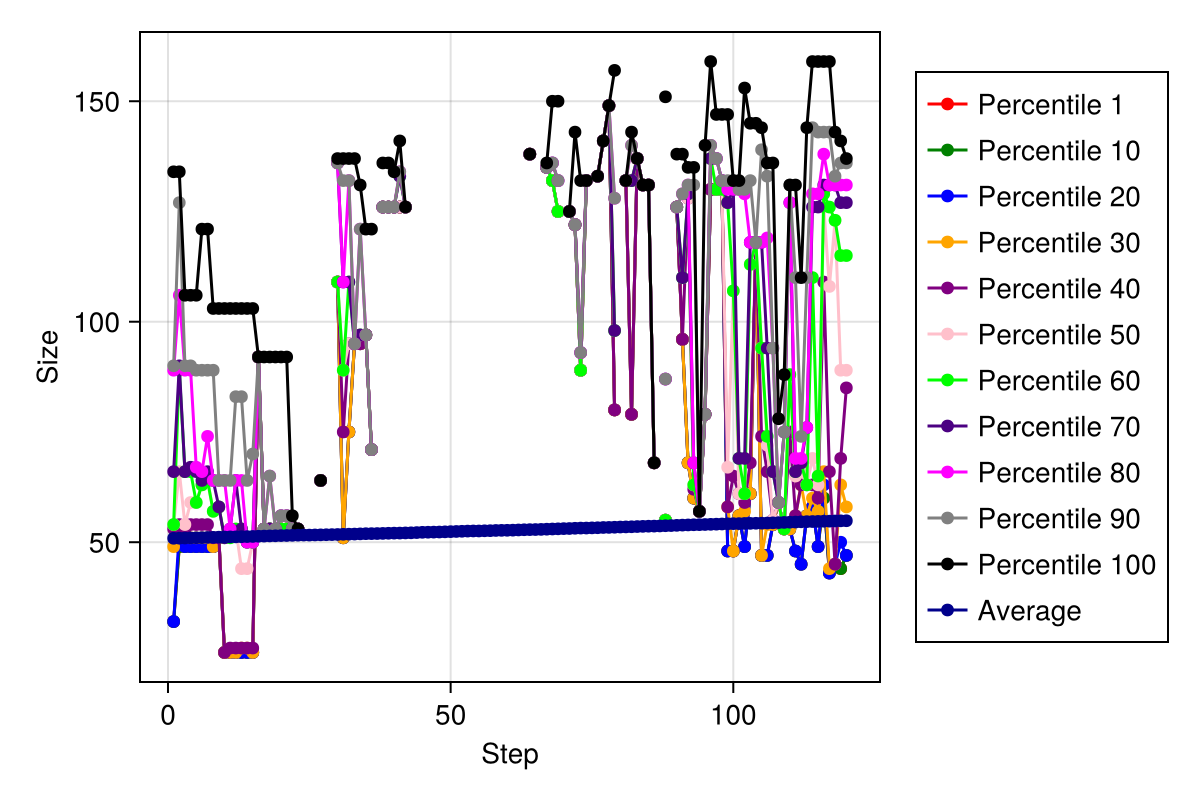 150
100
50
Size
0
50
100
Step
Percentile 1
Percentile 10
Percentile 20
Percentile 30
Percentile 40
Percentile 50
Percentile 60
Percentile 70
Percentile 80
Percentile 90
Percentile 100
Average